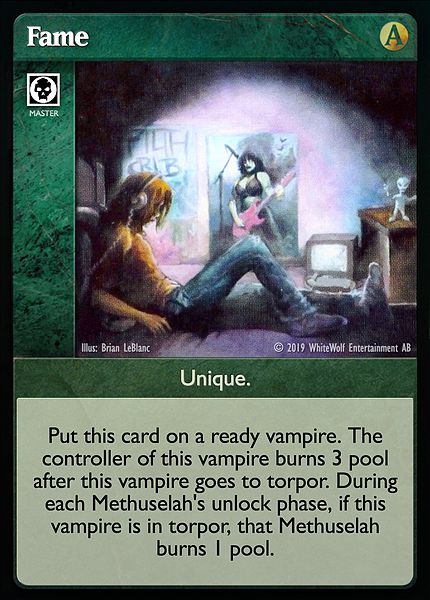 Fame
A
MASTER
FILTH
CRIB
Illus: Brian LeBlanc
© 2019 WhiteWolf Entertainment AB
Unique.
Put this card on a ready vampire. The
controller of this vampire burns 3 pool
after this vampire goes to torpor. During
each Methuselah's unlock phase, if this
vampire is in torpor, that Methuselah
burns 1 pool.